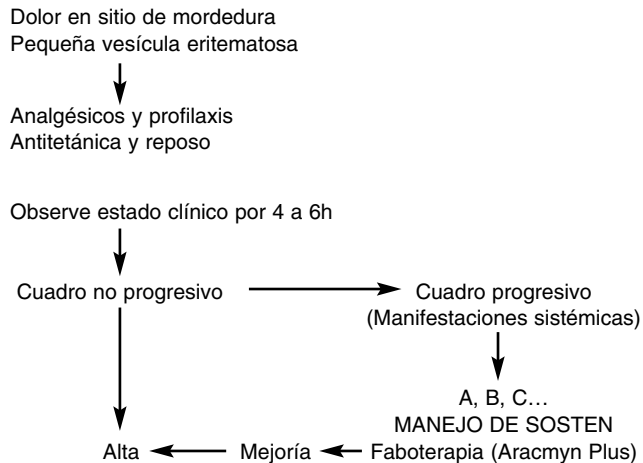 Dolor en sitio de mordedura
Pequeña vesícula eritematosa
Analgésicos y profilaxis
Antitetánica y reposo
Observe estado clínico por 4 a 6h
Cuadro no progresivo
Cuadro progresivo
(Manifestaciones sistémicas)
A, B, C…
MANEJO DE SOSTEN
Alta
Mejoría
Faboterapia (Aracmyn Plus)